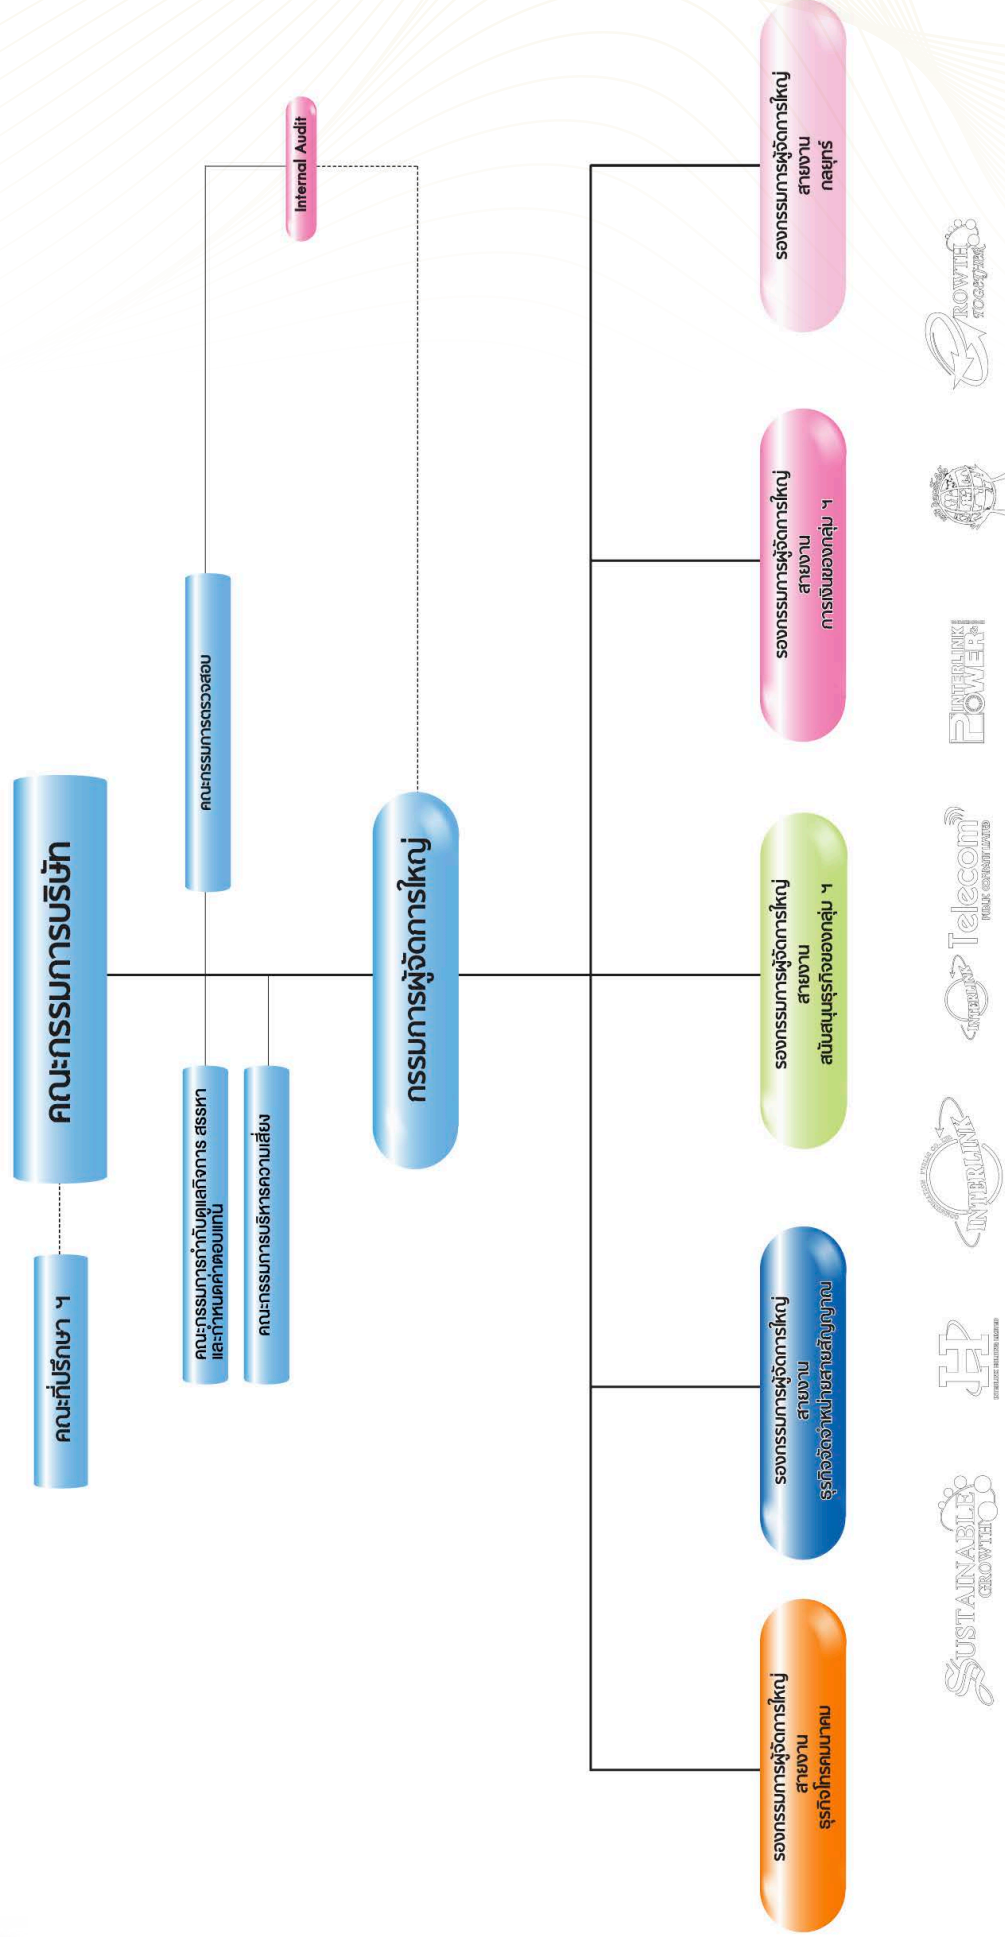 คณะกรรมการบริษัท
คณะที่ปรึกษา ฯ
คณะกรรมการตรวจสอบ
Internal Audit
คณะกรรมการกำกับดูแลกิจการ สรรหา
และกำหนดค่าตอบแทน
คณะกรรมการบริหารความเสี่ยง
กรรมการผู้จัดการใหญ่
รองกรรมการผู้จัดการใหญ่
สายงาน
ธุรกิจโทรคมนาคม
รองกรรมการผู้จัดการใหญ่
สายงาน
ธุรกิจจัดจำหน่ายสายสัญญาณ
รองกรรมการผู้จัดการใหญ่
สายงาน
สนับสนุนธุรกิจของกลุ่ม ฯ
รองกรรมการผู้จัดการใหญ่
สายงาน
การเงินของกลุ่ม ฯ
รองกรรมการผู้จัดการใหญ่
สายงาน
กลยุทธ์
SUSTAINABLE
GROWTH
IHP
INTERLINK
INTERLINK Telecom
PUBLIC COMPANY LIMITED
INTERLINK
POWER
GROWTH
TOGETHER